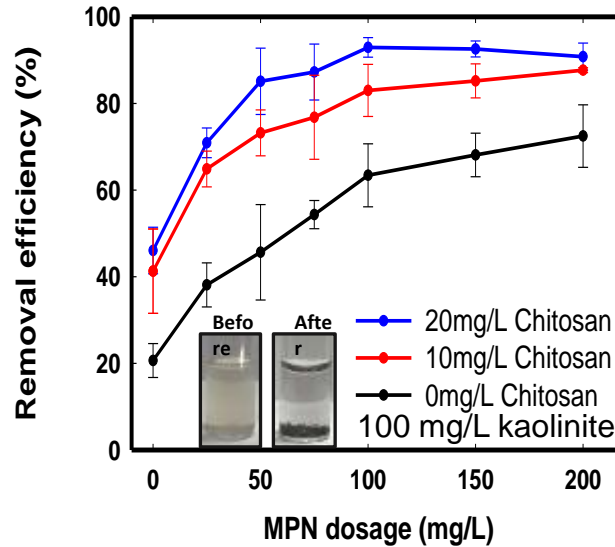 Removal efficiency (%)
100
80
60
40
20
0
Befo
re
Afte
r
20mg/L Chitosan
10mg/L Chitosan
0mg/L Chitosan
100 mg/L kaolinite
0
50
100
150
200
MPN dosage (mg/L)